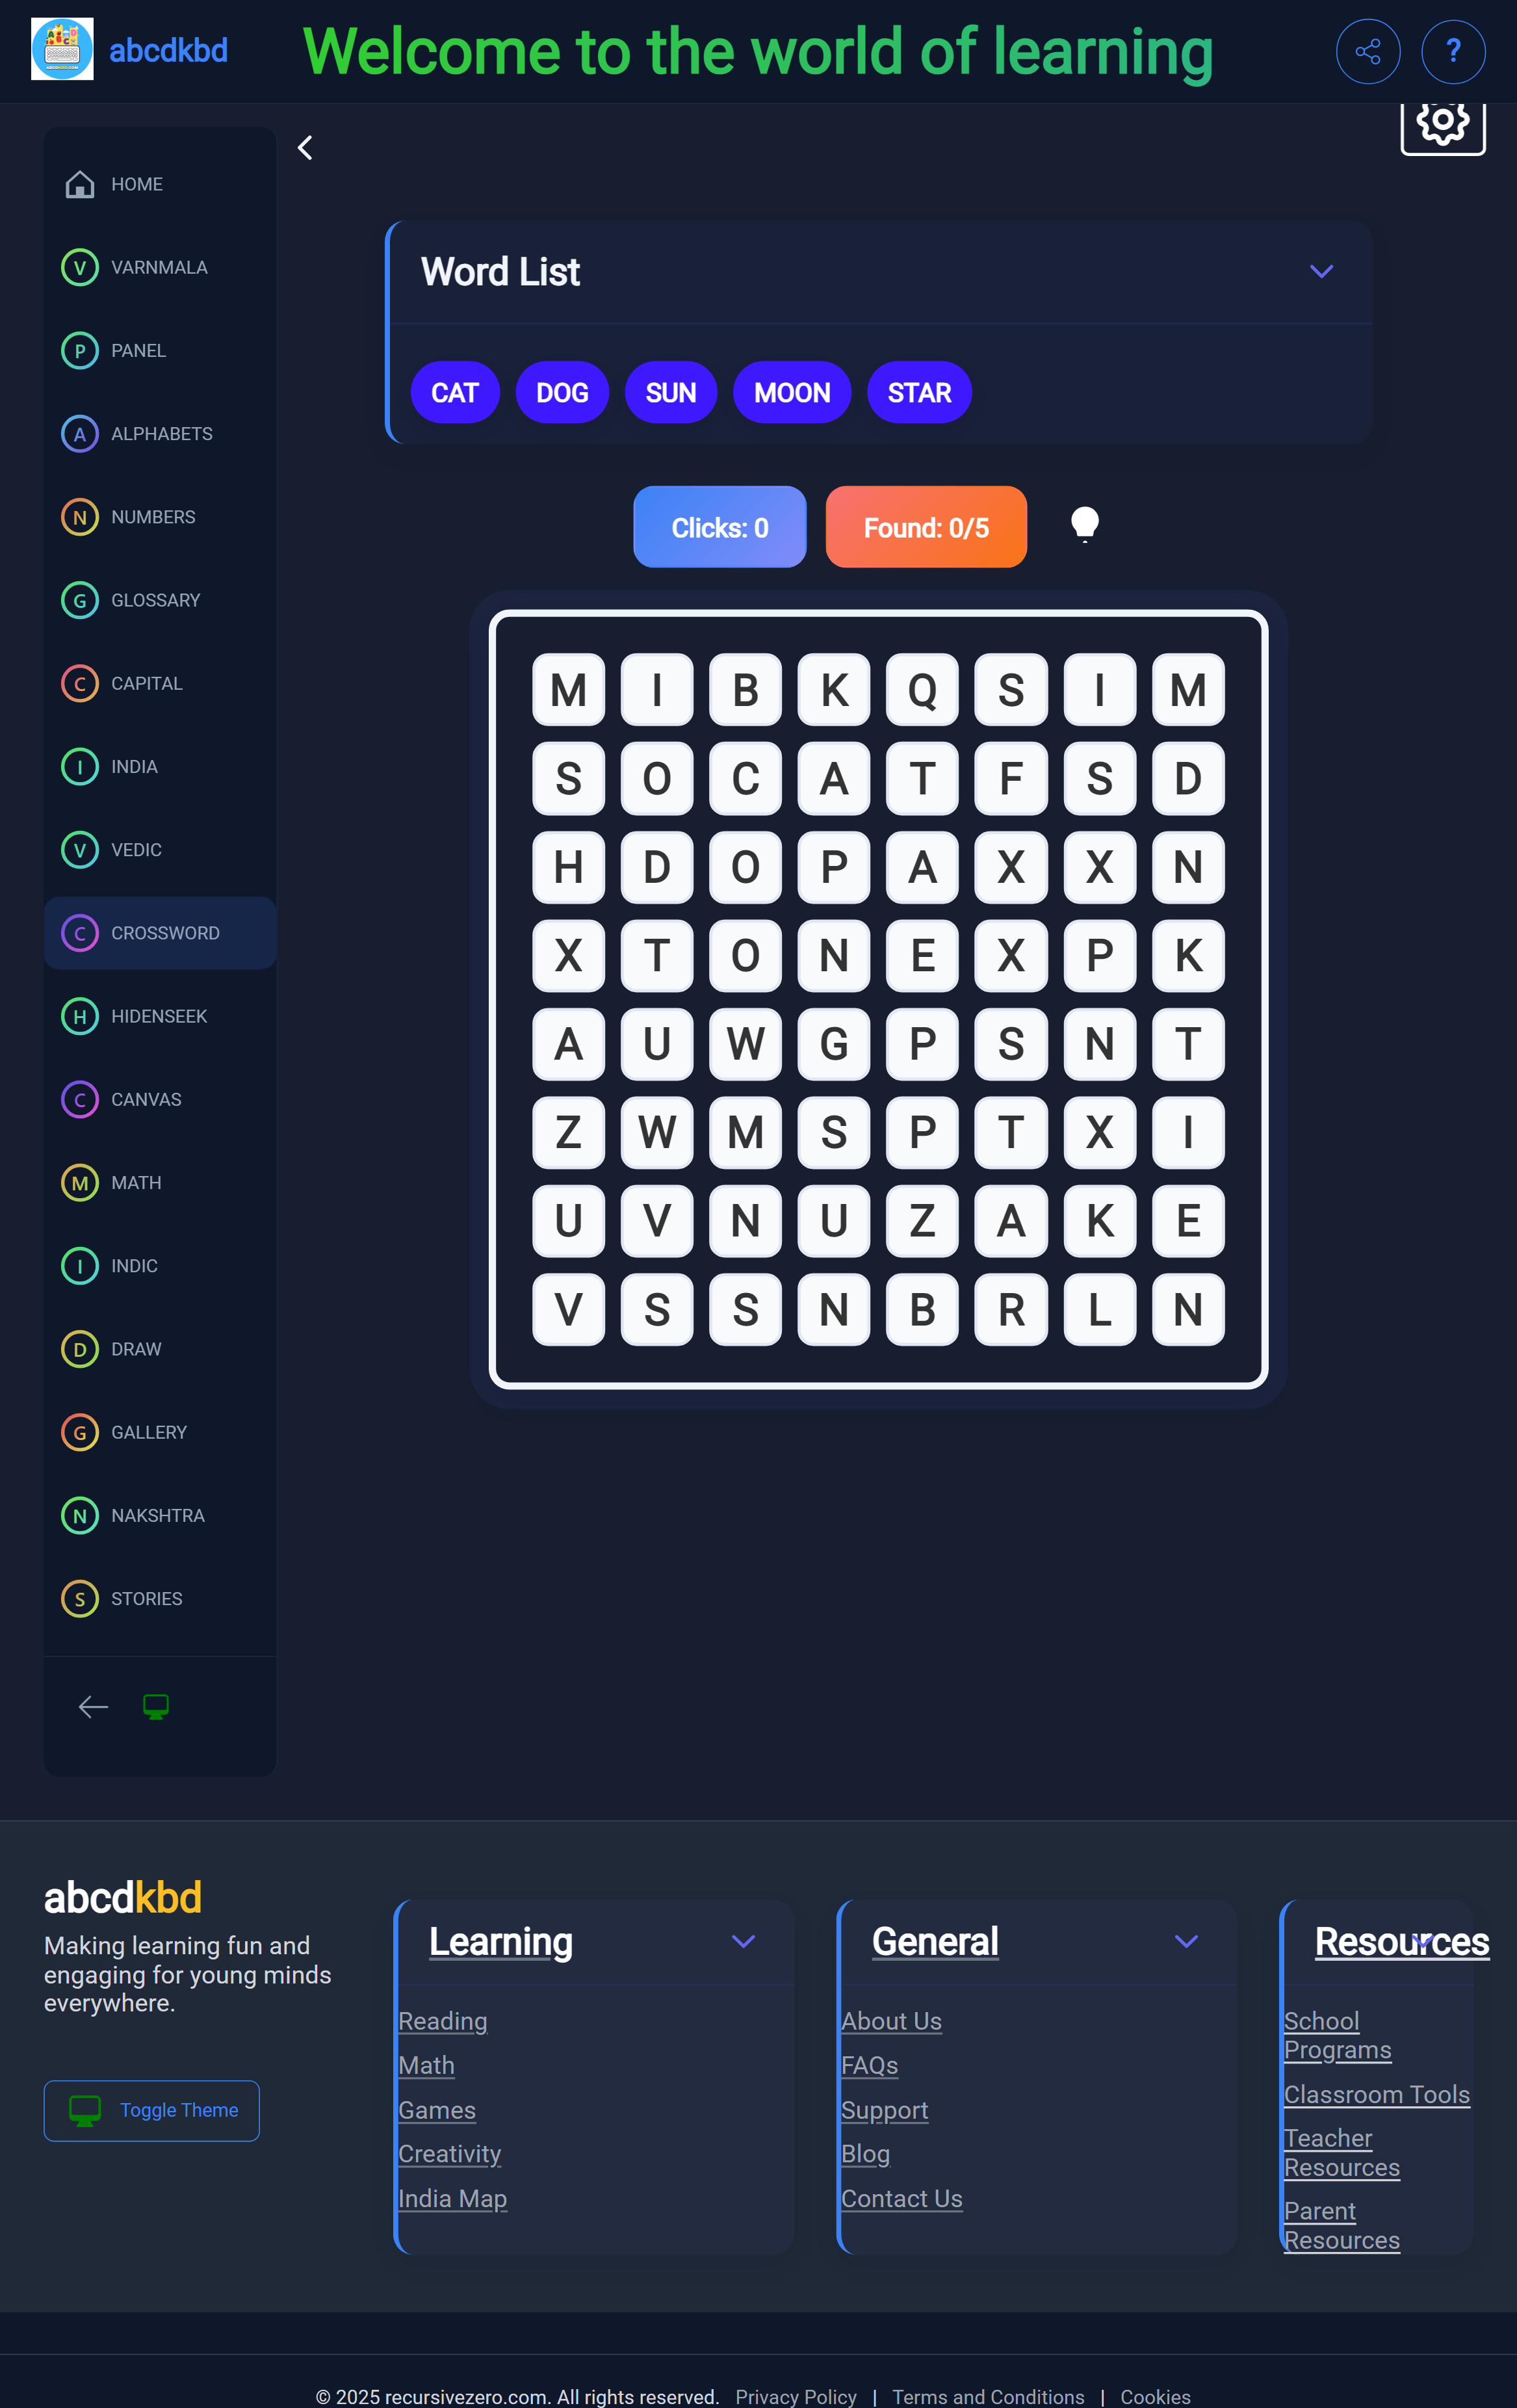 abcdkbd
Welcome to the world of learning
?
HOME
V VARNMALA
P PANEL
A ALPHABETS
N NUMBERS
G GLOSSARY
C CAPITAL
I INDIA
V VEDIC
C CROSSWORD
H HIDENSEEK
C CANVAS
M MATH
I INDIC
D DRAW
G GALLERY
N NAKSHTRA
S STORIES
Word List
CAT DOG SUN MOON STAR
Clicks: 0 Found: 0/5
M I B K Q S I M
S O C A T F S D
H D O P A X X N
X T O N E X P K
A U W G P S N T
Z W M S P T X I
U V N U Z A K E
V S S N B R L N
abcdkbd
Making learning fun and
engaging for young minds
everywhere.
Toggle Theme
Learning
Reading
Math
Games
Creativity
India Map
General
About Us
FAQs
Support
Blog
Contact Us
Resources
School
Programs
Classroom Tools
Teacher
Resources
Parent
Resources
© 2025 recursivezero.com. All rights reserved. Privacy Policy | Terms and Conditions | Cookies